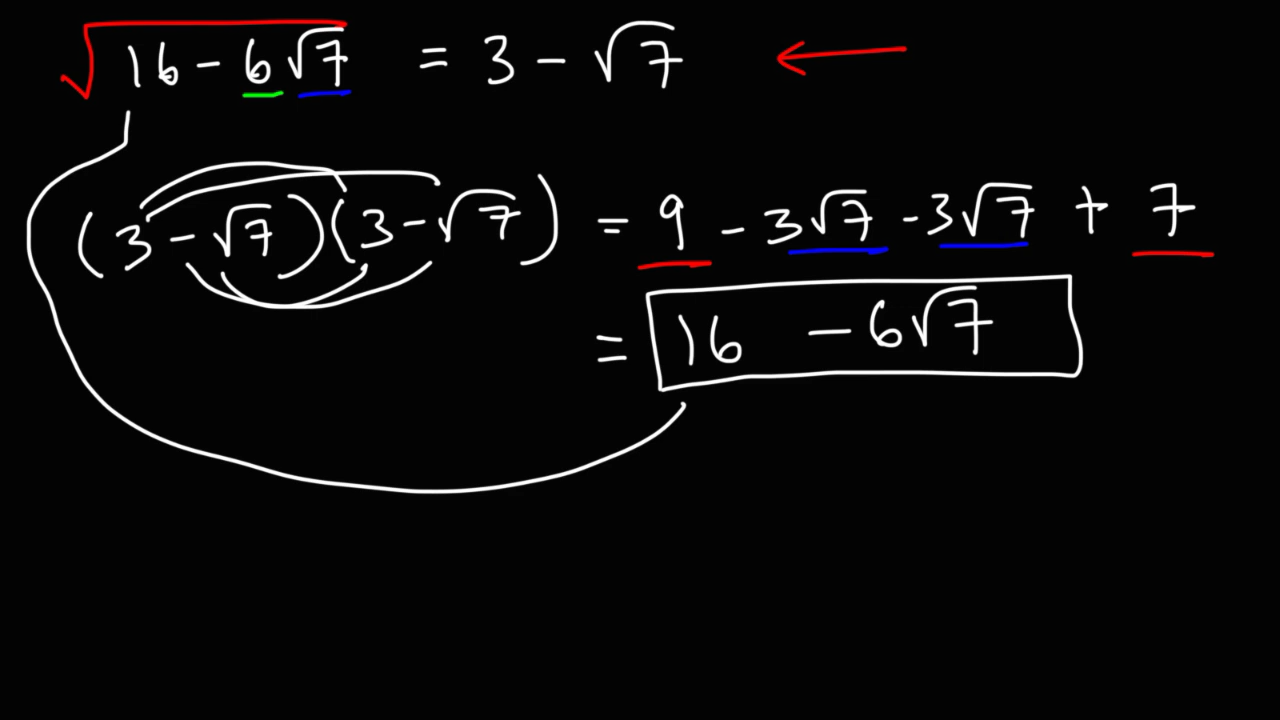 √(16 - 6√7) = 3 - √7
(3 - √7)(3 - √7) = 9 - 3√7 - 3√7 + 7
= 16 - 6√7